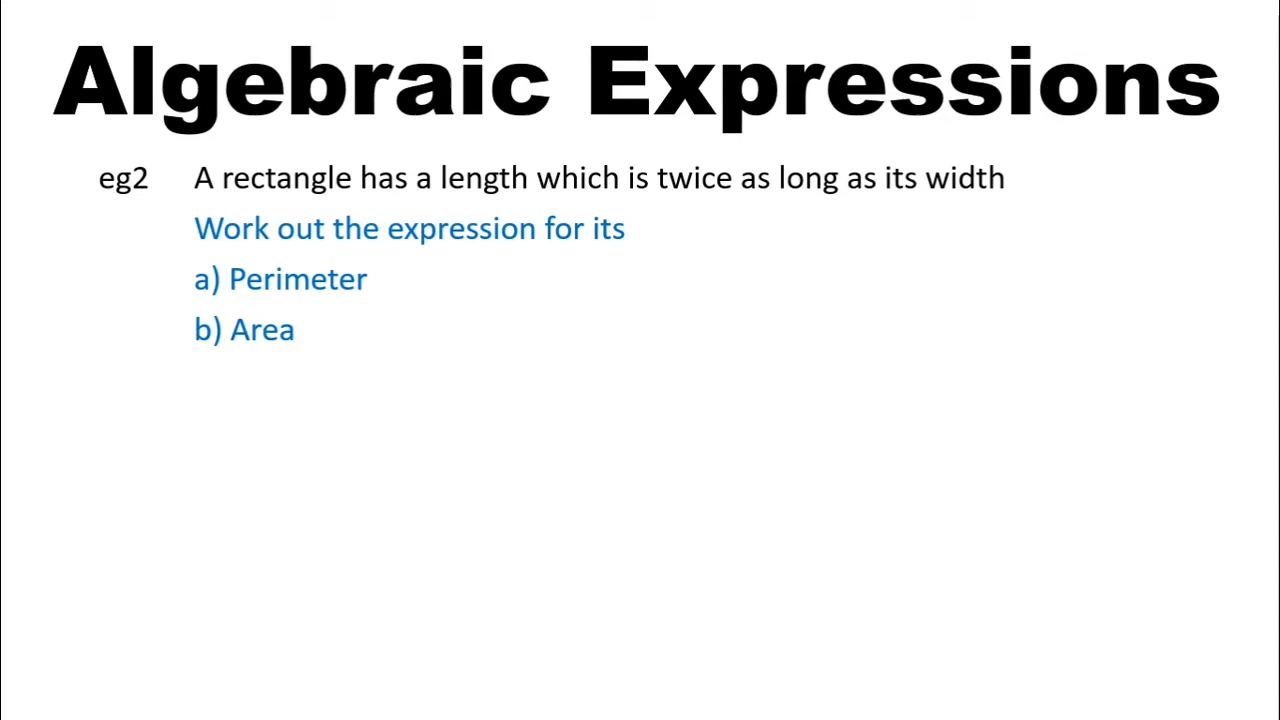 Algebraic Expressions
eg2 A rectangle has a length which is twice as long as its width
Work out the expression for its
a) Perimeter
b) Area